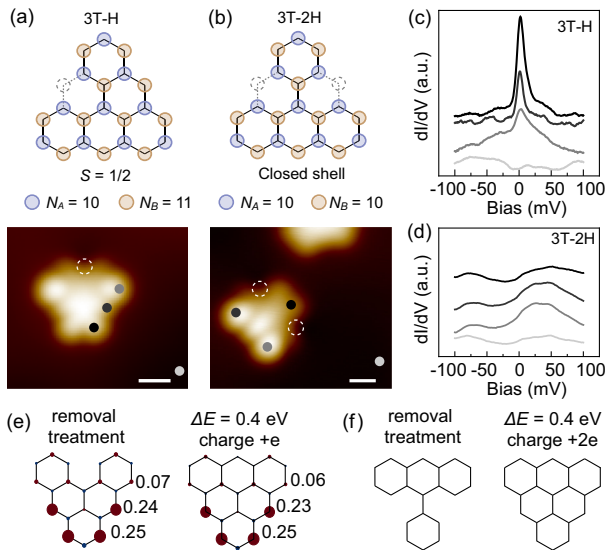 (a)
3T-H
S = 1/2
(b)
3T-2H
Closed shell
N_A = 10
N_B = 11
N_A = 10
N_B = 10
(c)
3T-H
dI/dV (a.u.)
-100 -50 0 50 100
Bias (mV)
(d)
3T-2H
dI/dV (a.u.)
-100 -50 0 50 100
Bias (mV)
(e)
removal
treatment
0.07
0.24
0.25
ΔE = 0.4 eV
charge +e
0.06
0.23
0.25
(f)
removal
treatment
ΔE = 0.4 eV
charge +2e